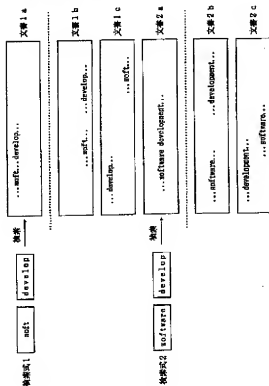 検索式1 soft develop 検索
...soft...develop... 文書1a
...soft... ...develop... 文書1b
...develop... ...soft... 文書1c
検索式2 software develop 検索
...software development... 文書2a
...software... ...development... 文書2b
...development... ...software... 文書2c